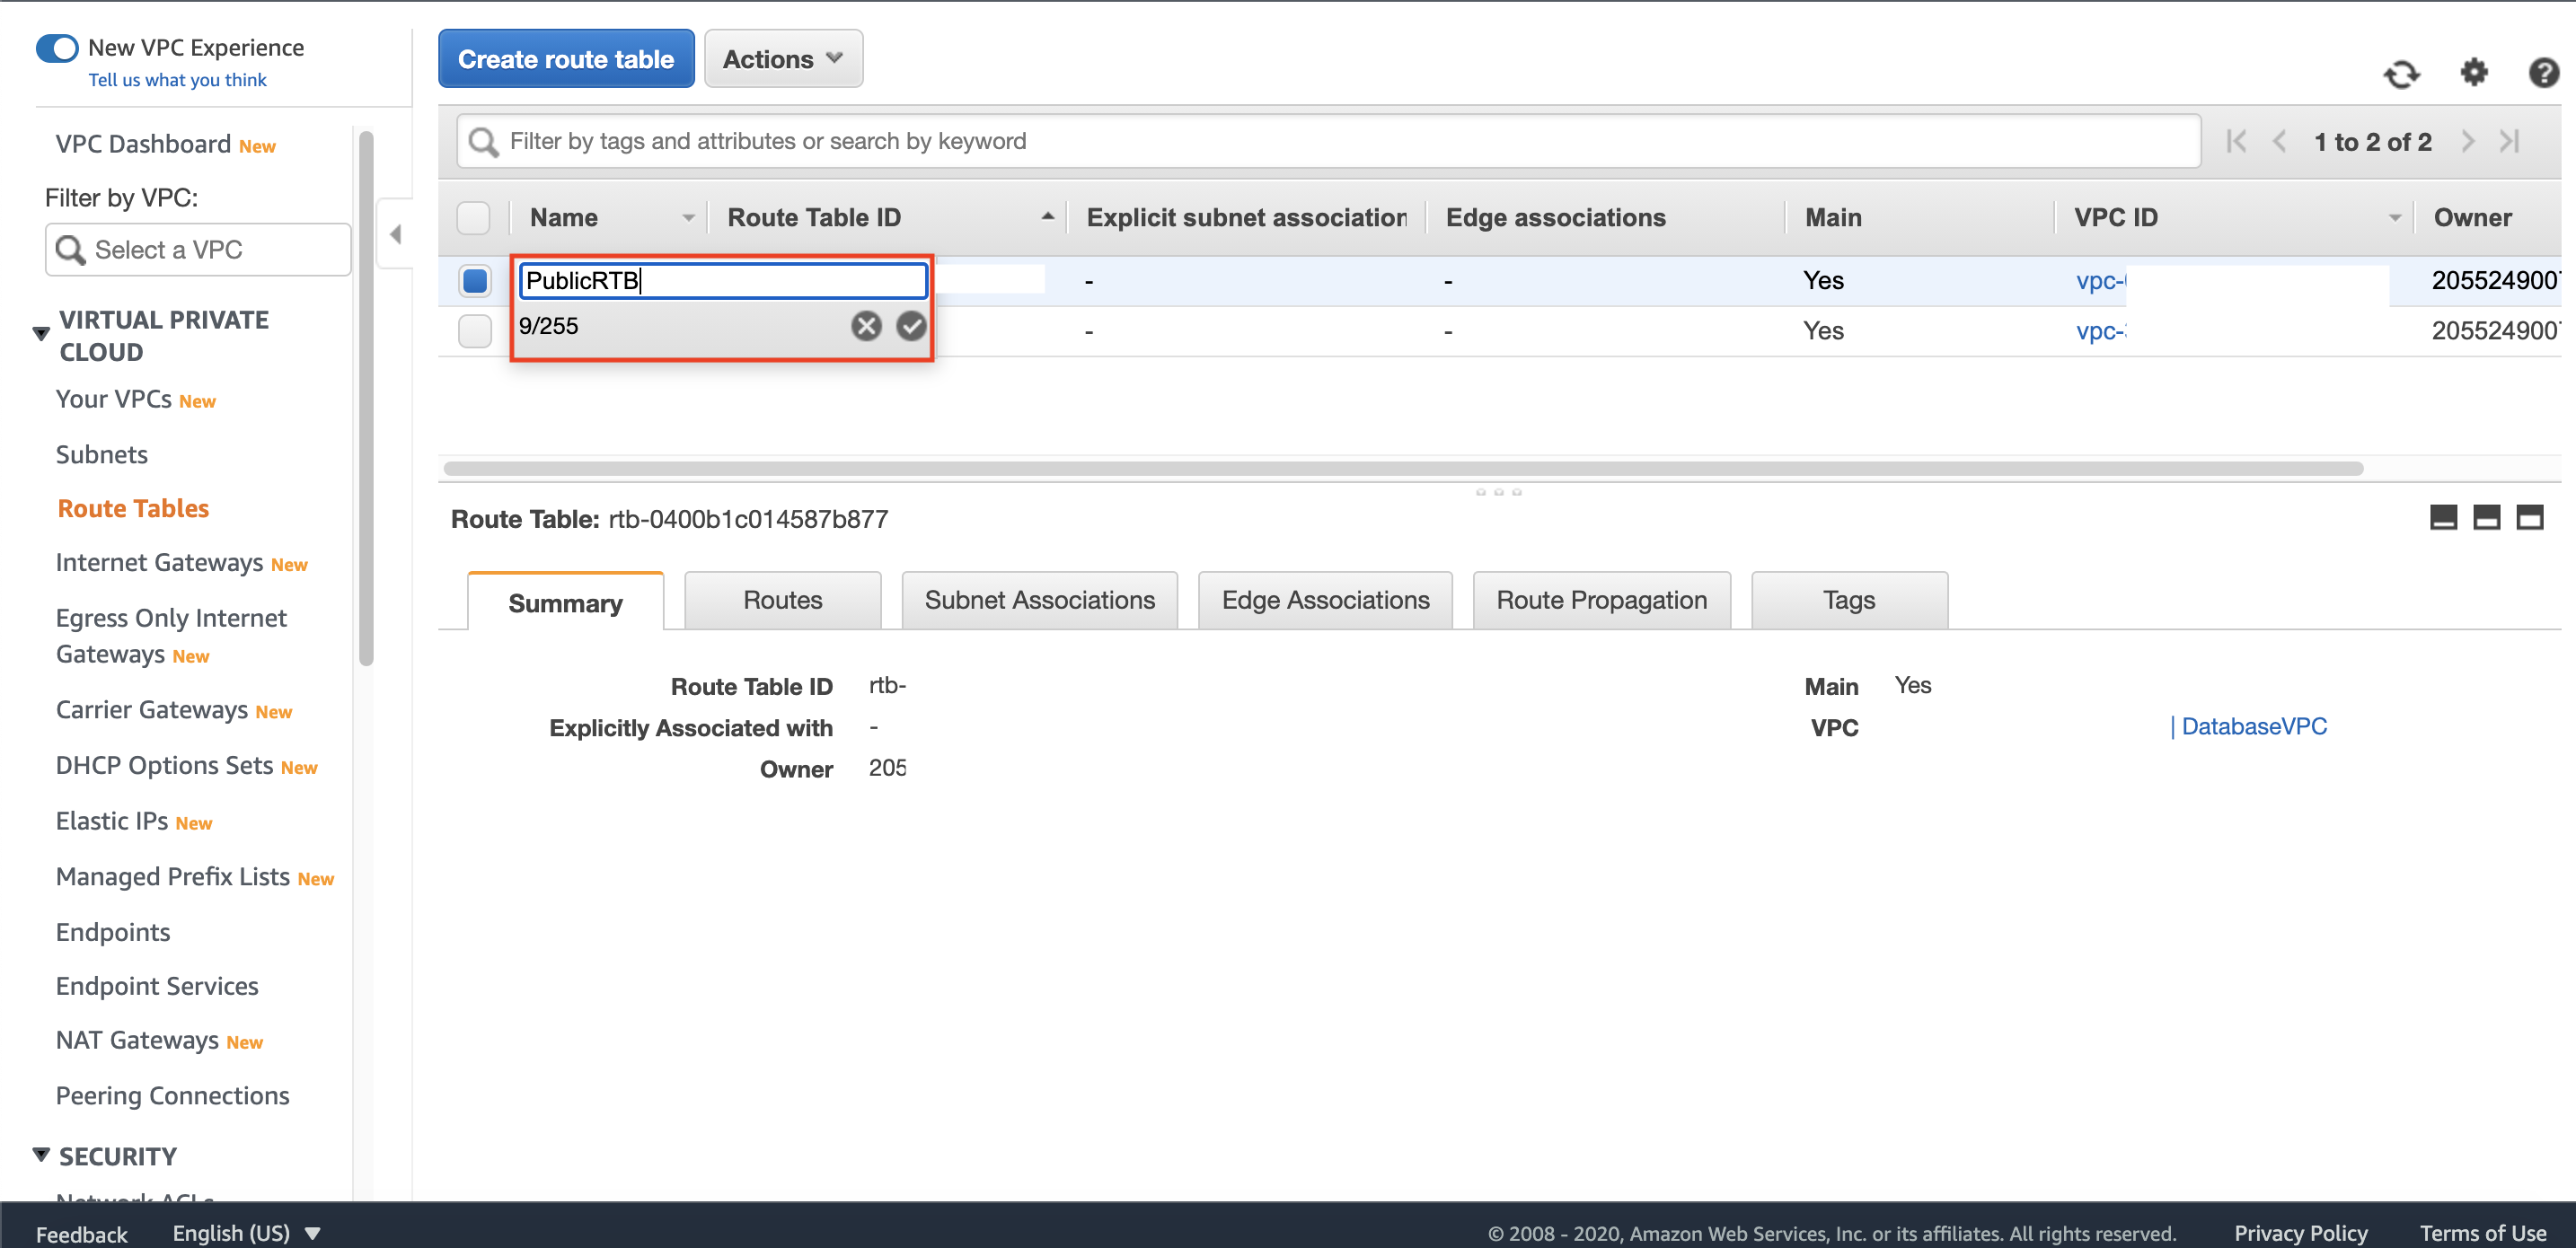 New VPC Experience
Tell us what you think
Create route table
Actions
VPC Dashboard New
Filter by VPC:
Select a VPC
Filter by tags and attributes or search by keyword
1 to 2 of 2
Name Route Table ID Explicit subnet association Edge associations Main VPC ID Owner
PublicRTB - - Yes vpc- 2055249007
9/255
- - Yes vpc- 2055249007
VIRTUAL PRIVATE
CLOUD
Your VPCs New
Subnets
Route Tables
Internet Gateways New
Egress Only Internet
Gateways New
Carrier Gateways New
DHCP Options Sets New
Elastic IPs New
Managed Prefix Lists New
Endpoints
Endpoint Services
NAT Gateways New
Peering Connections
SECURITY
Network ACLs
Route Table: rtb-0400b1c014587b877
Summary Routes Subnet Associations Edge Associations Route Propagation Tags
Route Table ID rtb-
Explicitly Associated with -
Owner 205
Main Yes
VPC | DatabaseVPC
Feedback English (US)
© 2008 - 2020, Amazon Web Services, Inc. or its affiliates. All rights reserved. Privacy Policy Terms of Use